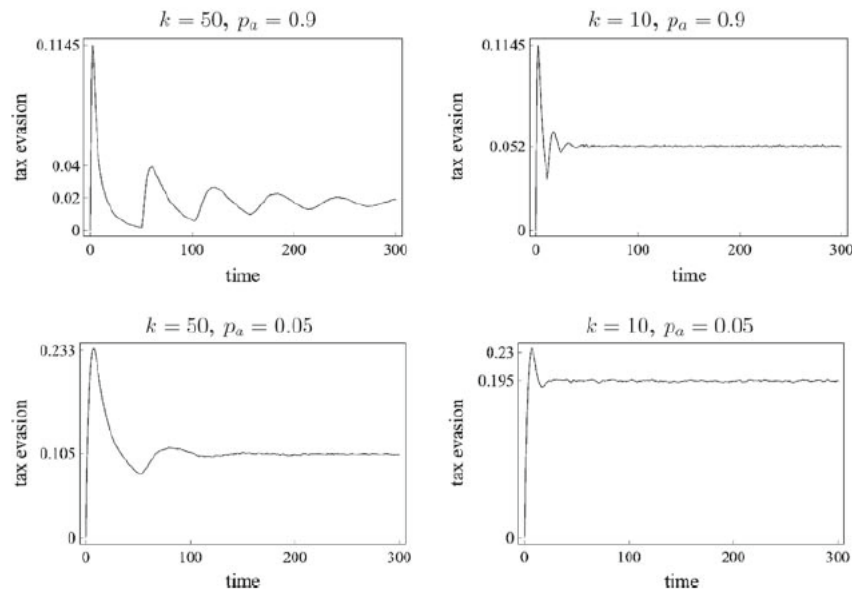 k = 50, p_a = 0.9
0.1145
tax evasion
0.04
0.02
0
0 100 200 300
time
k = 10, p_a = 0.9
0.1145
tax evasion
0.052
0
0 100 200 300
time
k = 50, p_a = 0.05
0.233
tax evasion
0.105
0
0 100 200 300
time
k = 10, p_a = 0.05
0.23
0.195
tax evasion
0
0 100 200 300
time